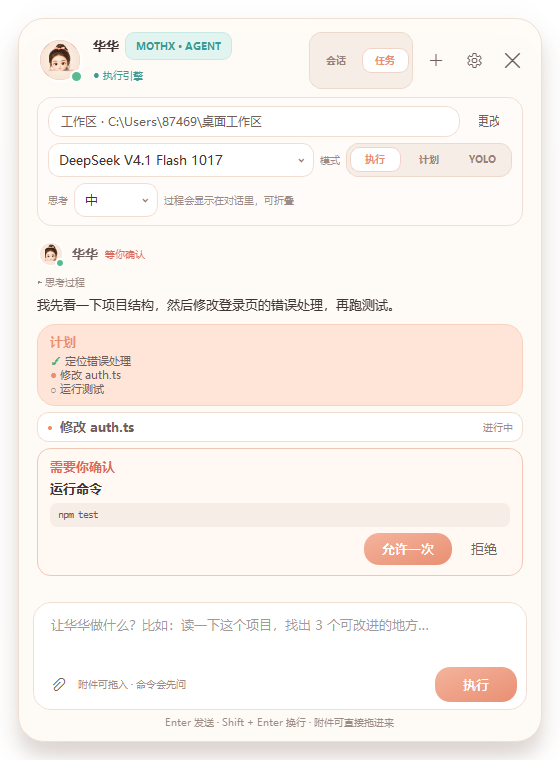 华华 MOTHX • AGENT 会话 任务
• 执行引擎
工作区 · C:\Users\87469\桌面工作区 更改
DeepSeek V4.1 Flash 1017 模式 执行 计划 YOLO
思考 中 过程会显示在对话里，可折叠
华华 等你确认
思考过程
我先看一下项目结构，然后修改登录页的错误处理，再跑测试。
计划
✓ 定位错误处理
● 修改 auth.ts
○ 运行测试
• 修改 auth.ts 进行中
需要你确认
运行命令
npm test
允许一次 拒绝
让华华做什么？比如：读一下这个项目，找出 3 个可改进的地方...
附件可拖入 · 命令会先问 执行
Enter 发送 · Shift + Enter 换行 · 附件可直接拖进来